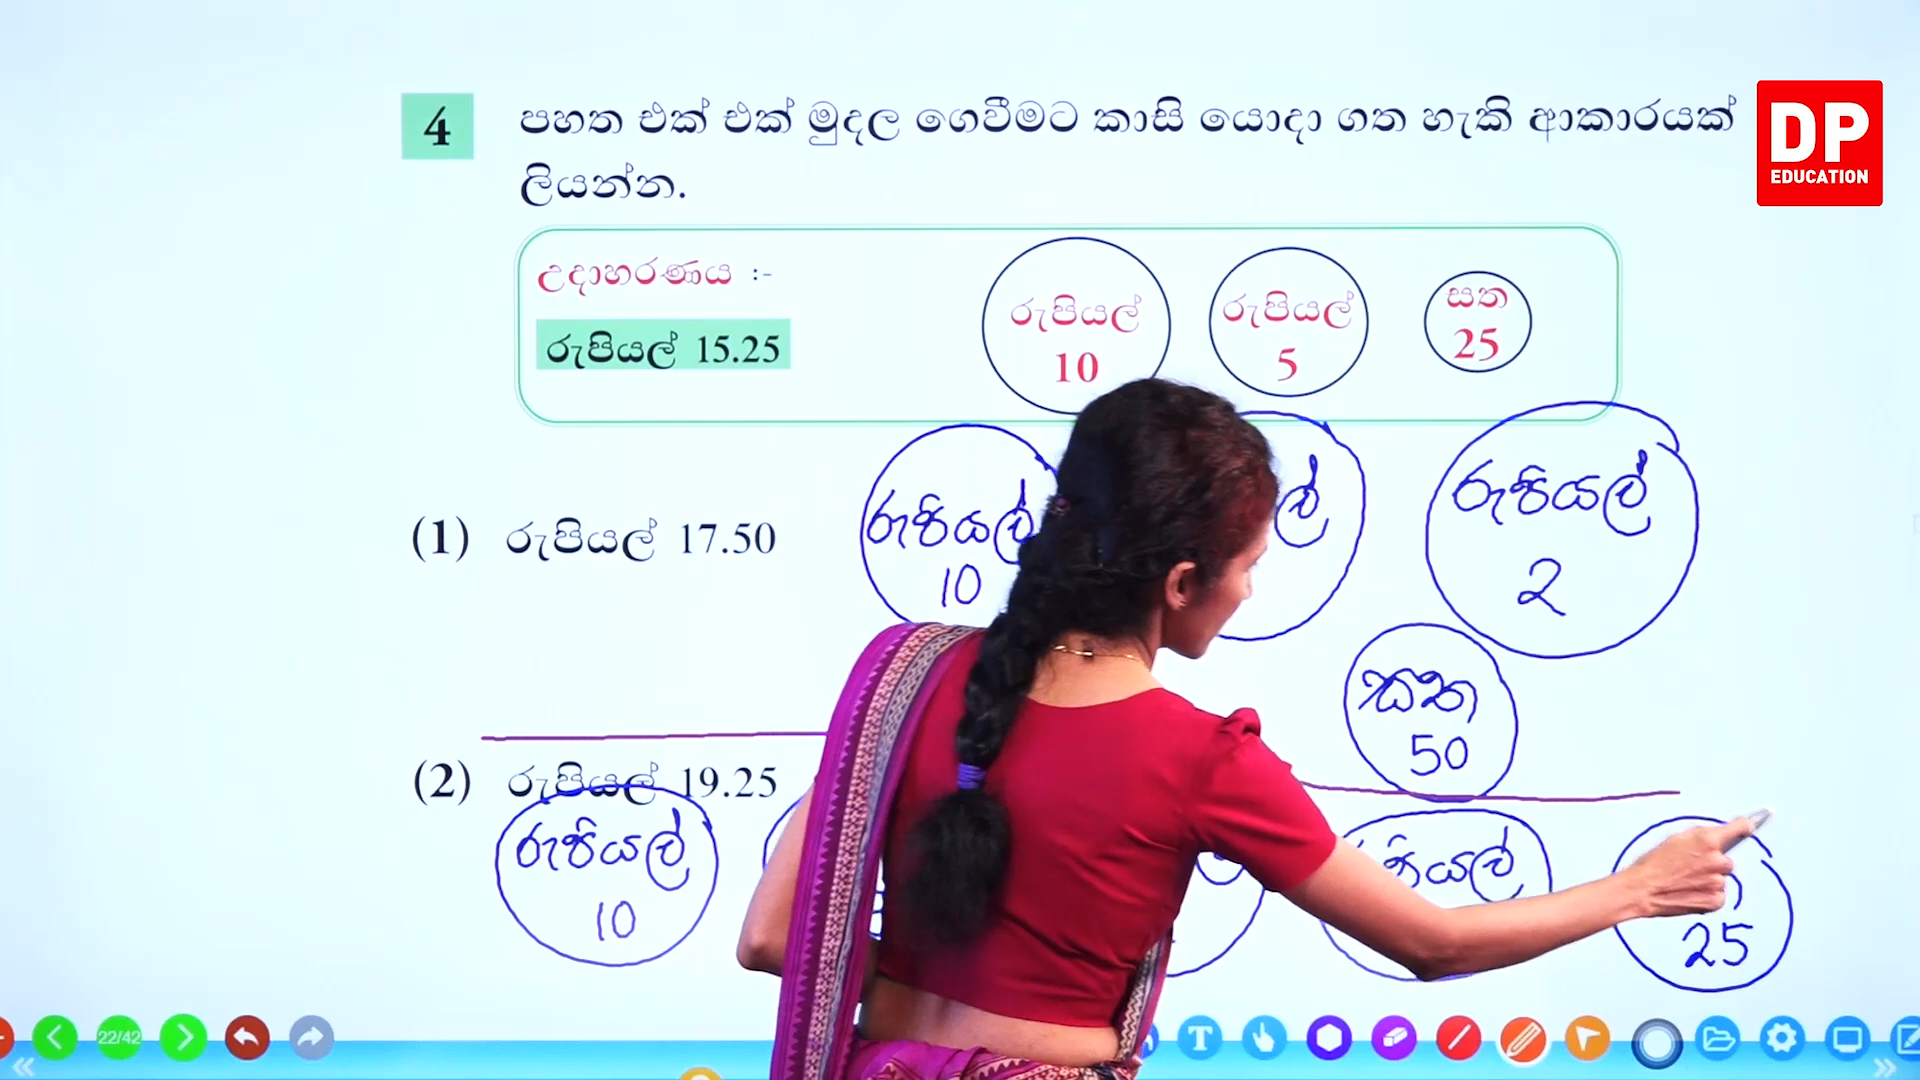 4 පහත එක් එක් මුදල ගෙවීමට කාසි යොදා ගත හැකි ආකාරයක්
ලියන්න.
DP
EDUCATION
උදාහරණය :-
රුපියල් 15.25
රුපියල්
10
රුපියල්
5
සත
25
(1) රුපියල් 17.50
රුපියල්
10
රුපියල්
2
සත
50
(2) රුපියල් 19.25
රුපියල්
10
25
22/42